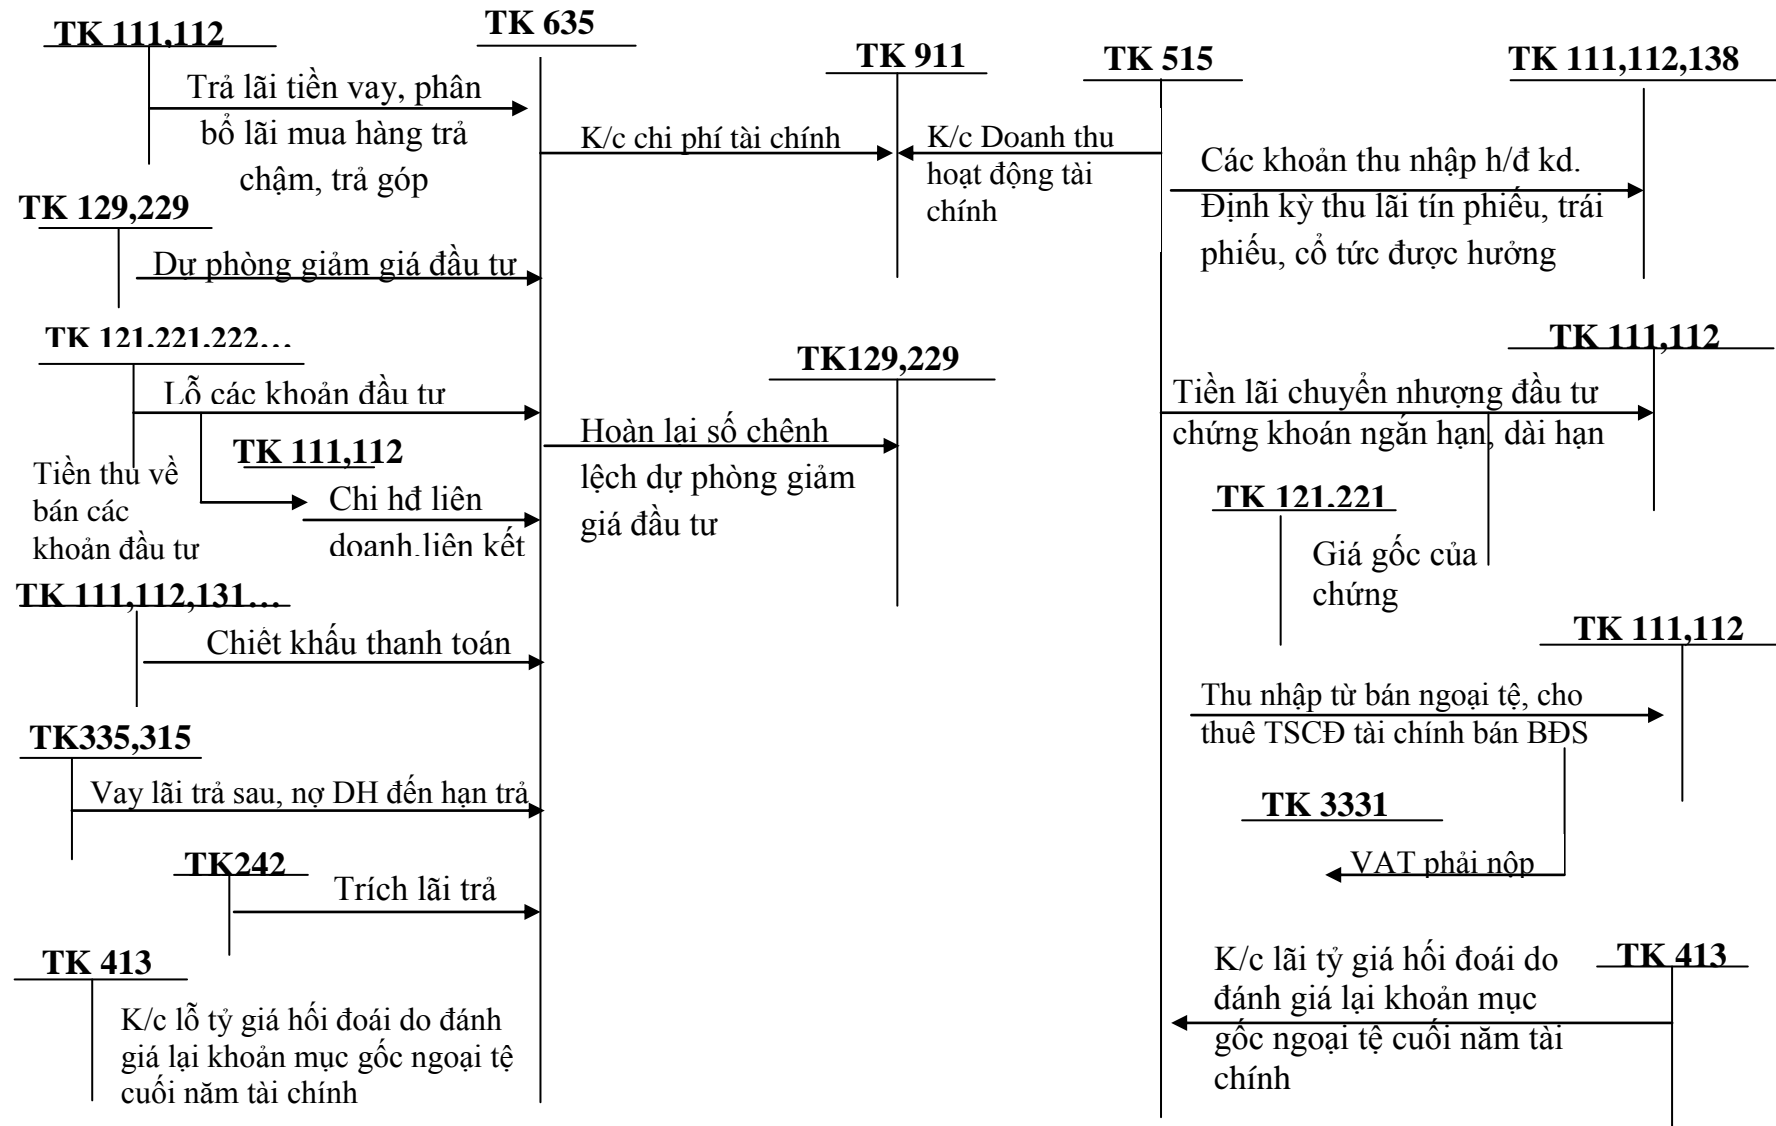 TK 111,112
TK 635
TK 911
TK 515
TK 111,112,138
Trả lãi tiền vay, phân
bổ lãi mua hàng trả
chậm, trả góp
K/c chi phí tài chính
K/c Doanh thu
hoạt động tài
chính
Các khoản thu nhập h/đ kd.
Định kỳ thu lãi tín phiếu, trái
phiếu, cổ tức được hưởng
TK 129,229
Dự phòng giảm giá đầu tư
TK 121,221,222…
Lỗ các khoản đầu tư
TK 111,112
Tiền thu về
bán các
khoản đầu tư
Chi hđ liên
doanh,liên kết
TK129,229
Hoàn lại số chênh
lệch dự phòng giảm
giá đầu tư
TK 111,112
Tiền lãi chuyển nhượng đầu tư
chứng khoán ngắn hạn, dài hạn
TK 121,221
Giá gốc của
chứng
TK 111,112,131…
Chiết khấu thanh toán
TK 111,112
Thu nhập từ bán ngoại tệ, cho
thuê TSCĐ tài chính bán BĐS
TK335,315
Vay lãi trả sau, nợ DH đến hạn trả
TK 3331
VAT phải nộp
TK242
Trích lãi trả
TK 413
K/c lỗ tỷ giá hối đoái do đánh
giá lại khoản mục gốc ngoại tệ
cuối năm tài chính
K/c lãi tỷ giá hối đoái do
đánh giá lại khoản mục
gốc ngoại tệ cuối năm tài
chính
TK 413